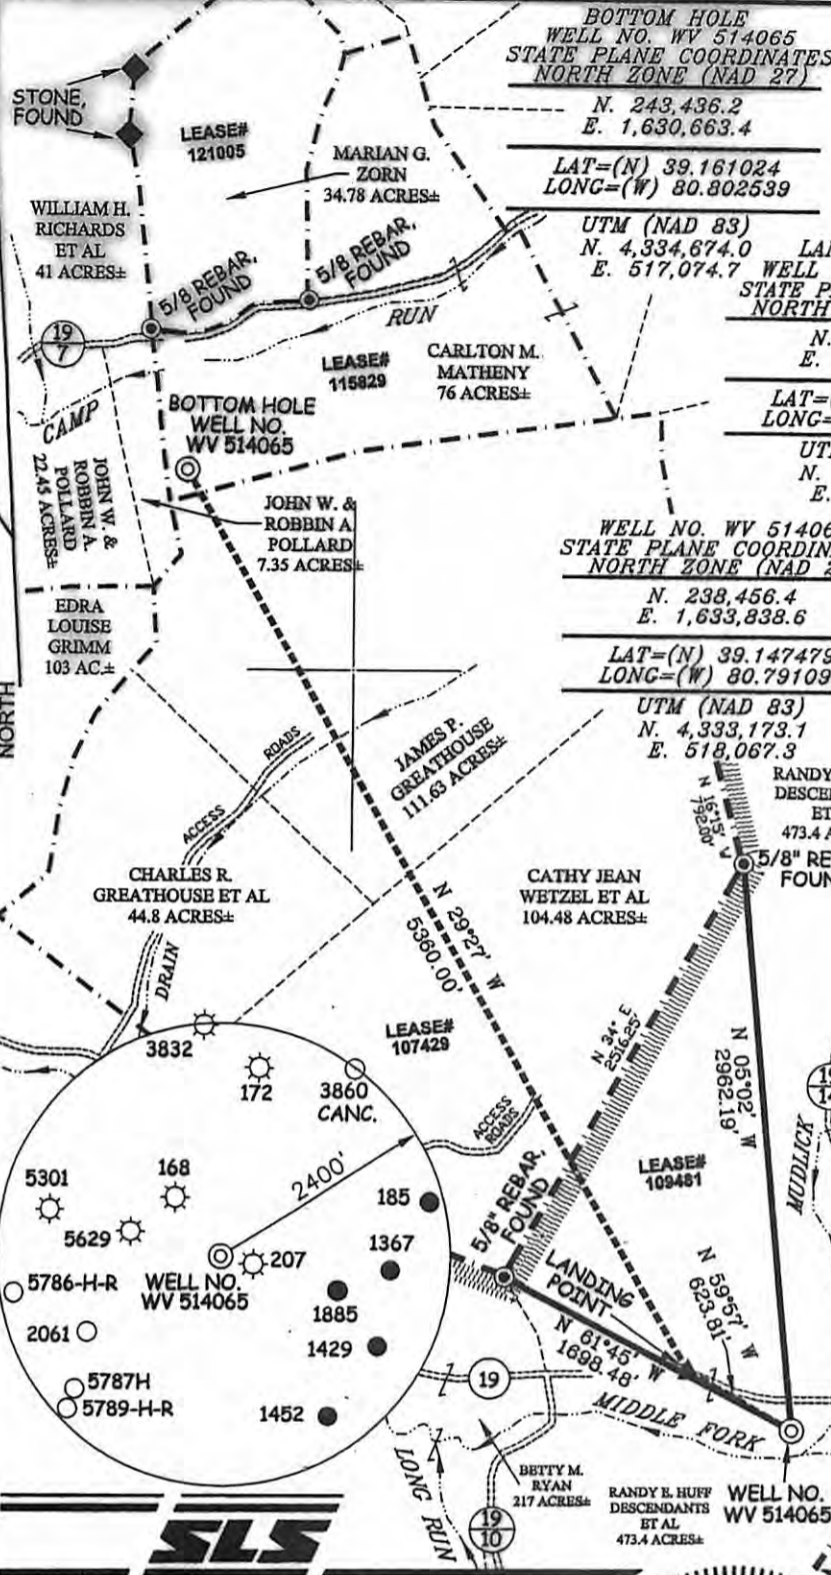 BOTTOM HOLE
WELL NO. WV 514065
STATE PLANE COORDINATES
NORTH ZONE (NAD 27)
N. 243,436.2
E. 1,630,663.4
LAT=(N) 39.161024
LONG=(W) 80.802539
UTM (NAD 83)
N. 4,334,674.0
E. 517,074.7
WELL
STATE P
NORTH
N.
E.
LAT=
LONG=
N.
E.
STONE,
FOUND
LEASE#
121005
MARIAN G.
ZORN
34.78 ACRES±
WILLIAM H.
RICHARDS
ET AL
41 ACRES±
5/8 REBAR,
FOUND
5/8 REBAR,
FOUND
19
7
RUN
LEASE#
115829
CARLTON M.
MATHENY
76 ACRES±
CAMP
BOTTOM HOLE
WELL NO.
WV 514065
JOHN W. &
ROBBIN A.
POLLARD
22.45 ACRES±
JOHN W. &
ROBBIN A
POLLARD
7.35 ACRES±
WELL NO. WV 51406
STATE PLANE COORDIN
NORTH ZONE (NAD 2
N. 238,456.4
E. 1,633,838.6
LAT=(N) 39.147479
LONG=(W) 80.79109
UTM (NAD 83)
N. 4,333,173.1
E. 518,067.3
EDRA
LOUISE
GRIMM
103 AC.±
NORTH
ACCESS
ROADS
JAMES P.
GREATHOUSE
111.63 ACRES±
N 16°15' W
792.00'
RANDY
DESCE
ET
473.4 A
5/8" RE
FOUN
CHARLES R.
GREATHOUSE ET AL
44.8 ACRES±
CATHY JEAN
WETZEL ET AL
104.48 ACRES±
N 29°27' W
5360.00'
DRAIN
LEASE#
107429
N 34° E
2516.25'
N 05°02' W
2962.19'
3832
172
3860
CANC.
ACCESS
ROADS
MUDLICK
2400'
5301
168
185
5629
207
1367
5/8" REBAR,
FOUND
LEASE#
109481
WELL NO.
WV 514065
5786-H-R
1885
LANDING
POINT
N 59°57' W
623.81'
2061
1429
N 61°45' W
1698.48'
5787H
5789-H-R
1452
19
MIDDLE FORK
LONG RUN
BETTY M.
RYAN
217 ACRES±
RANDY E. HUFF
DESCENDANTS
ET AL
473.4 ACRES±
WELL NO.
WV 514065
19
10
SLS